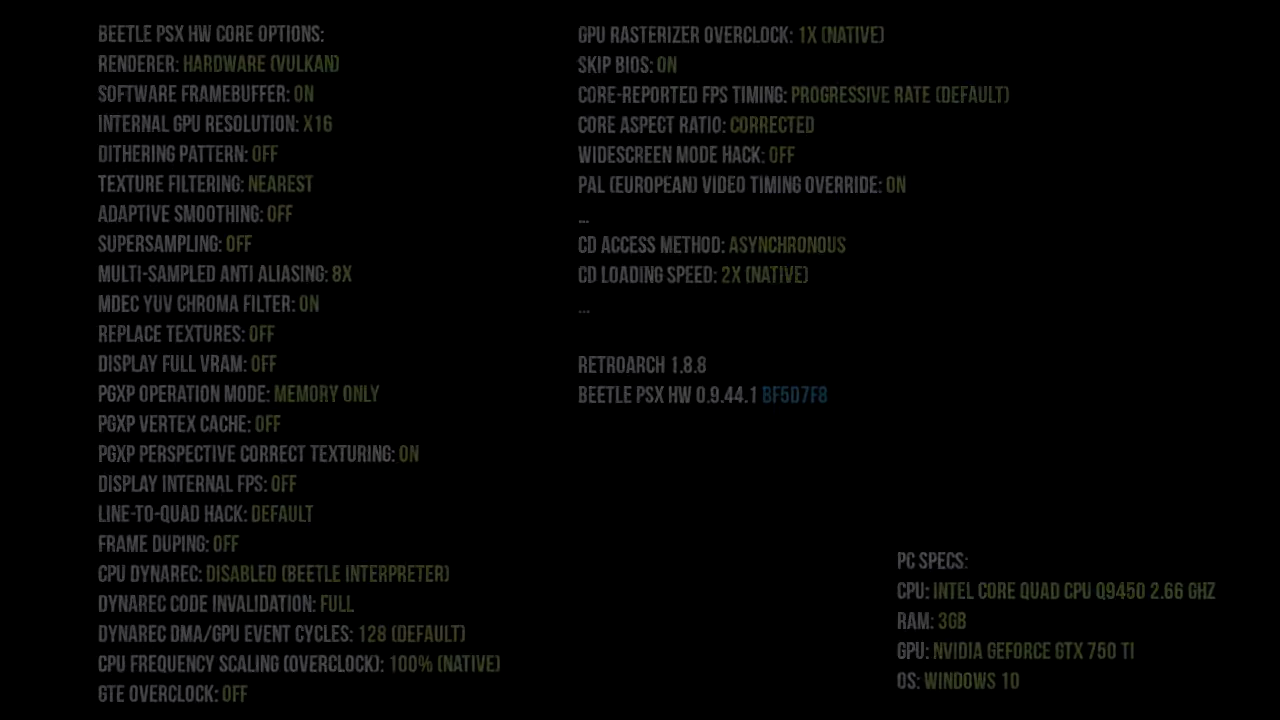 BEETLE PSX HW CORE OPTIONS:
RENDERER: HARDWARE (VULKAN)
SOFTWARE FRAMEBUFFER: ON
INTERNAL GPU RESOLUTION: X16
DITHERING PATTERN: OFF
TEXTURE FILTERING: NEAREST
ADAPTIVE SMOOTHING: OFF
SUPERSAMPLING: OFF
MULTI-SAMPLED ANTI ALIASING: 8X
MDEC YUV CHROMA FILTER: ON
REPLACE TEXTURES: OFF
DISPLAY FULL VRAM: OFF
PGXP OPERATION MODE: MEMORY ONLY
PGXP VERTEX CACHE: OFF
PGXP PERSPECTIVE CORRECT TEXTURING: ON
DISPLAY INTERNAL FPS: OFF
LINE-TO-QUAD HACK: DEFAULT
FRAME DUPING: OFF
CPU DYNAREC: DISABLED (BEETLE INTERPRETER)
DYNAREC CODE INVALIDATION: FULL
DYNAREC DMA/GPU EVENT CYCLES: 128 (DEFAULT)
CPU FREQUENCY SCALING (OVERCLOCK): 100% (NATIVE)
GTE OVERCLOCK: OFF
GPU RASTERIZER OVERCLOCK: 1X (NATIVE)
SKIP BIOS: ON
CORE-REPORTED FPS TIMING: PROGRESSIVE RATE (DEFAULT)
CORE ASPECT RATIO: CORRECTED
WIDESCREEN MODE HACK: OFF
PAL (EUROPEAN) VIDEO TIMING OVERRIDE: ON
...
CD ACCESS METHOD: ASYNCHRONOUS
CD LOADING SPEED: 2X (NATIVE)
...
RETROARCH 1.8.8
BEETLE PSX HW 0.9.44.1 BF5D7F8
PC SPECS:
CPU: INTEL CORE QUAD CPU Q9450 2.66 GHZ
RAM: 3GB
GPU: NVIDIA GEFORCE GTX 750 TI
OS: WINDOWS 10